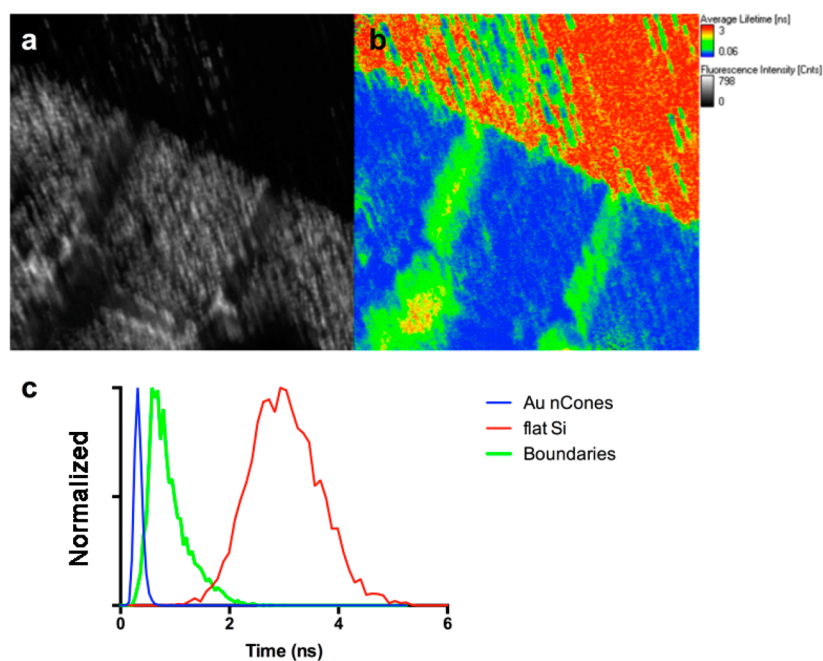 a
b
Average Lifetime [ns]
3
0.06
Fluorescence Intensity [Cnts]
798
0
c
Normalized
Au nCones
flat Si
Boundaries
0
2
4
6
Time (ns)